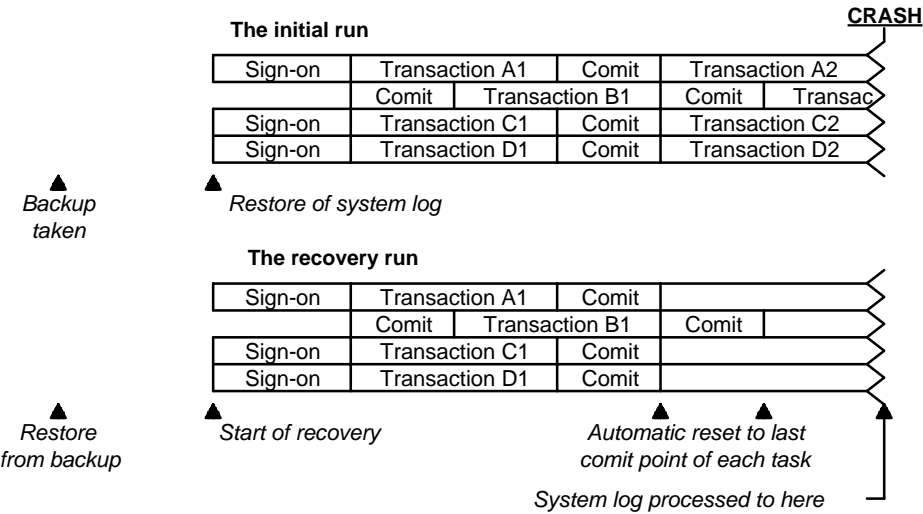 CRASH
The initial run
Sign-on Transaction A1 Comit Transaction A2
Comit Transaction B1 Comit Transac
Sign-on Transaction C1 Comit Transaction C2
Sign-on Transaction D1 Comit Transaction D2
Backup
taken
Restore of system log
The recovery run
Sign-on Transaction A1 Comit
Comit Transaction B1 Comit
Sign-on Transaction C1 Comit
Sign-on Transaction D1 Comit
Restore
from backup
Start of recovery
Automatic reset to last
comit point of each task
System log processed to here